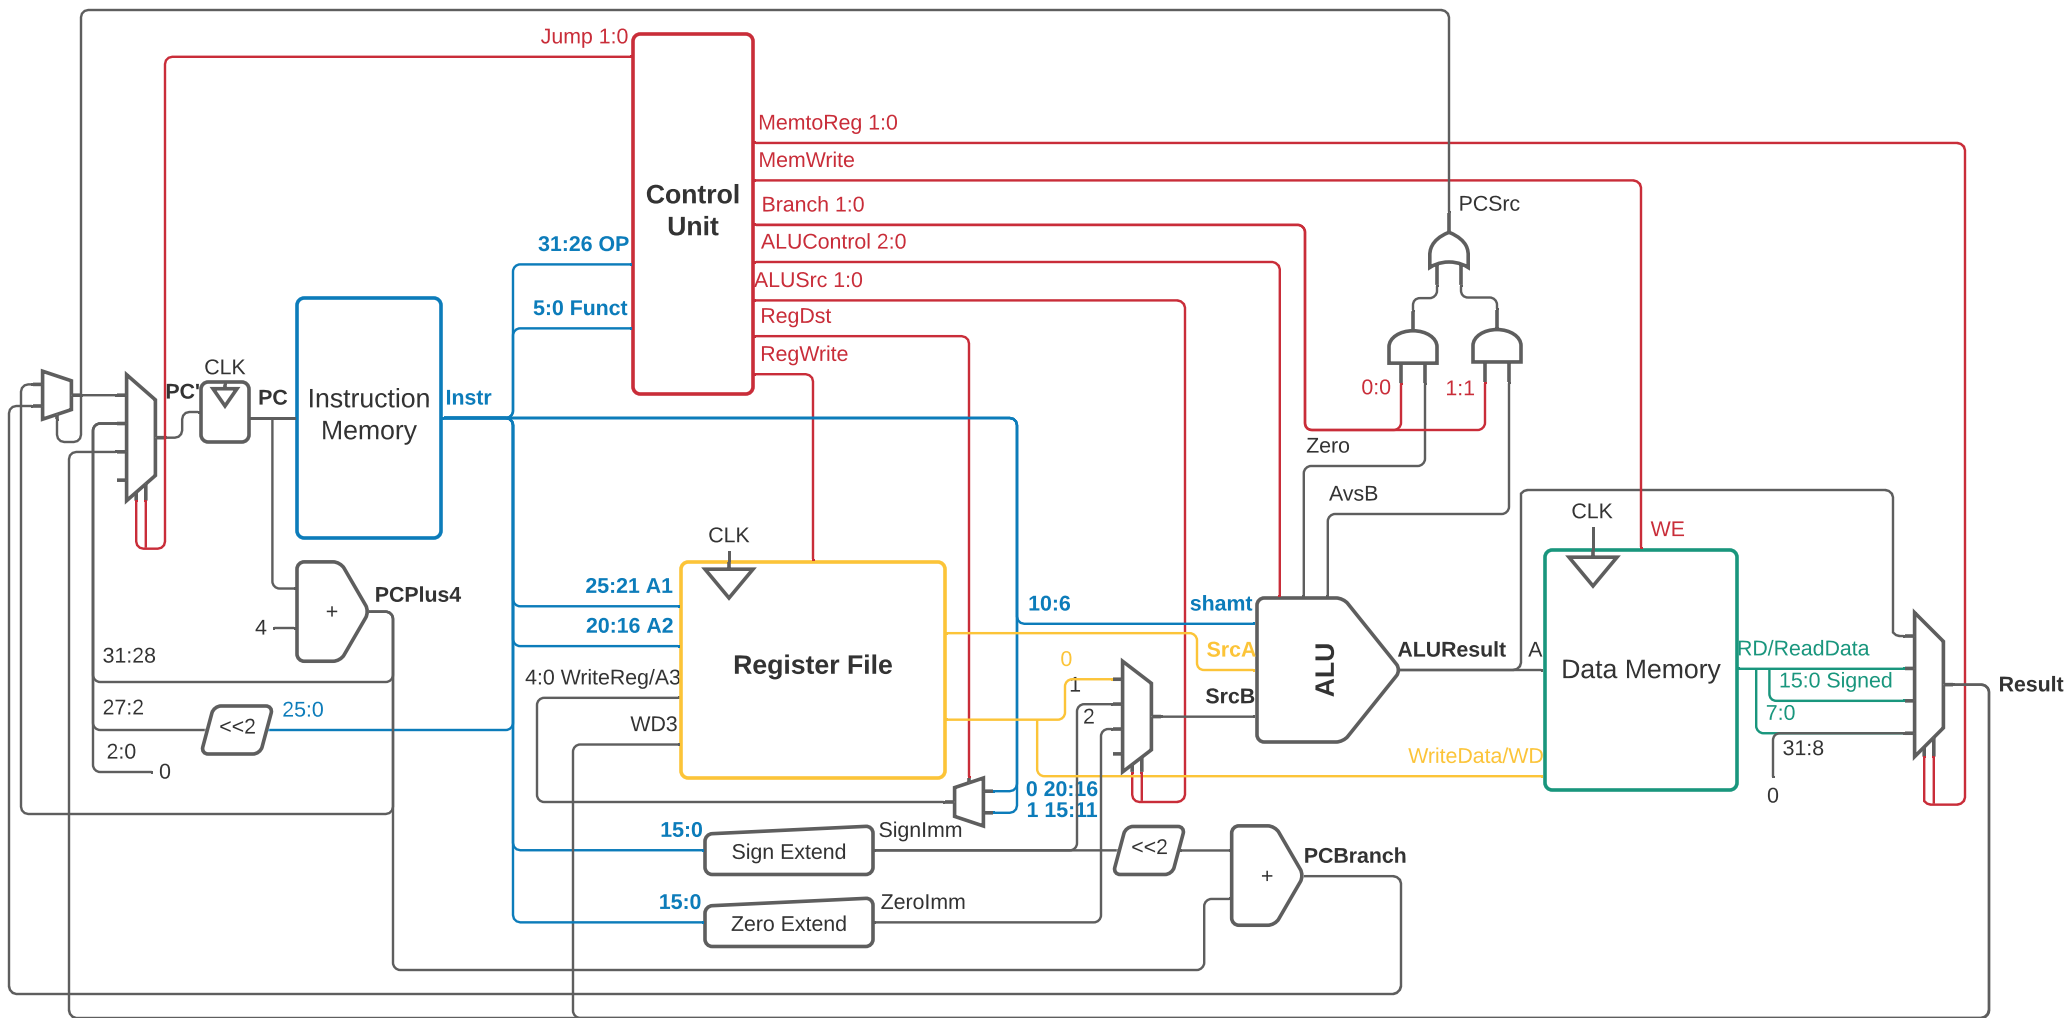 Jump 1:0
MemtoReg 1:0
MemWrite
Control
Unit
Branch 1:0
PCSrc
31:26 OP
ALUControl 2:0
ALUSrc 1:0
5:0 Funct
RegDst
RegWrite
CLK
PC'
PC
Instruction
Memory
Instr
0:0
1:1
Zero
AvsB
CLK
WE
CLK
PCPlus4
+
4
25:21 A1
20:16 A2
10:6
shamt
31:28
Register File
0
SrcA
ALU
ALUResult
A
Data Memory
RD/ReadData
15:0 Signed
7:0
31:8
0
Result
4:0 WriteReg/A3
1
2
SrcB
27:2
<<2
25:0
WD3
WriteData/WD
2:0
0
0 20:16
1 15:11
15:0
Sign Extend
SignImm
<<2
+
PCBranch
15:0
Zero Extend
ZeroImm